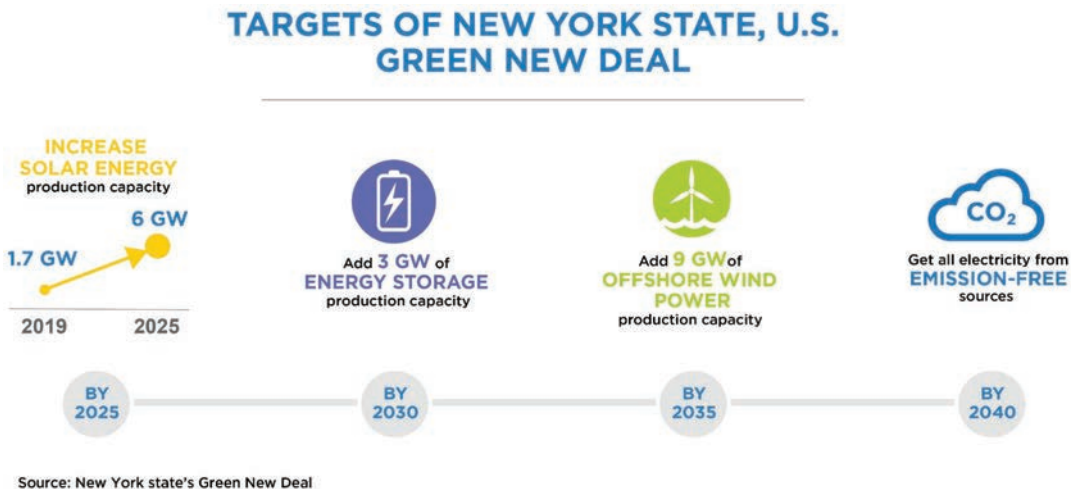 TARGETS OF NEW YORK STATE, U.S.
GREEN NEW DEAL
INCREASE
SOLAR ENERGY
production capacity
6 GW
1.7 GW
2019 2025
Add 3 GW of
ENERGY STORAGE
production capacity
Add 9 GW of
OFFSHORE WIND
POWER
production capacity
CO₂
Get all electricity from
EMISSION-FREE
sources
BY
2025
BY
2030
BY
2035
BY
2040
Source: New York state's Green New Deal